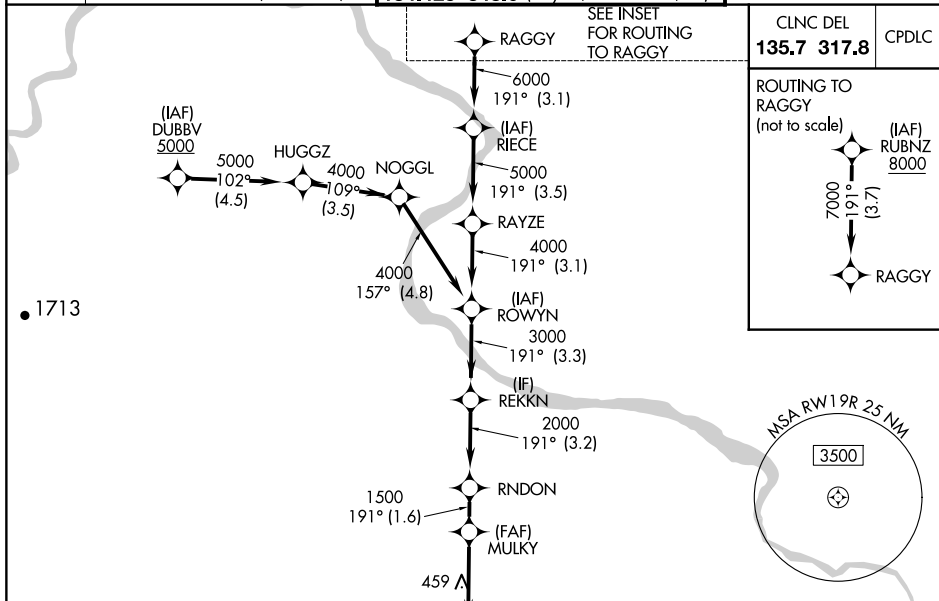 RAGGY
SEE INSET
FOR ROUTING
TO RAGGY
CLNC DEL
135.7 317.8
CPDLC
6000
191° (3.1)
(IAF)
RIECE
5000
191° (3.5)
RAYZE
4000
191° (3.1)
(IAF)
ROWYN
3000
191° (3.3)
(IF)
REKKN
2000
191° (3.2)
RNDON
1500
191° (1.6)
(FAF)
MULKY
459
(IAF)
DUBBV
5000
5000
102°
(4.5)
HUGGZ
4000
109°
(3.5)
NOGGL
4000
157° (4.8)
1713
ROUTING TO
RAGGY
(not to scale)
(IAF)
RUBNZ
8000
7000
191°
(3.7)
RAGGY
MSA RW19R 25 NM
3500